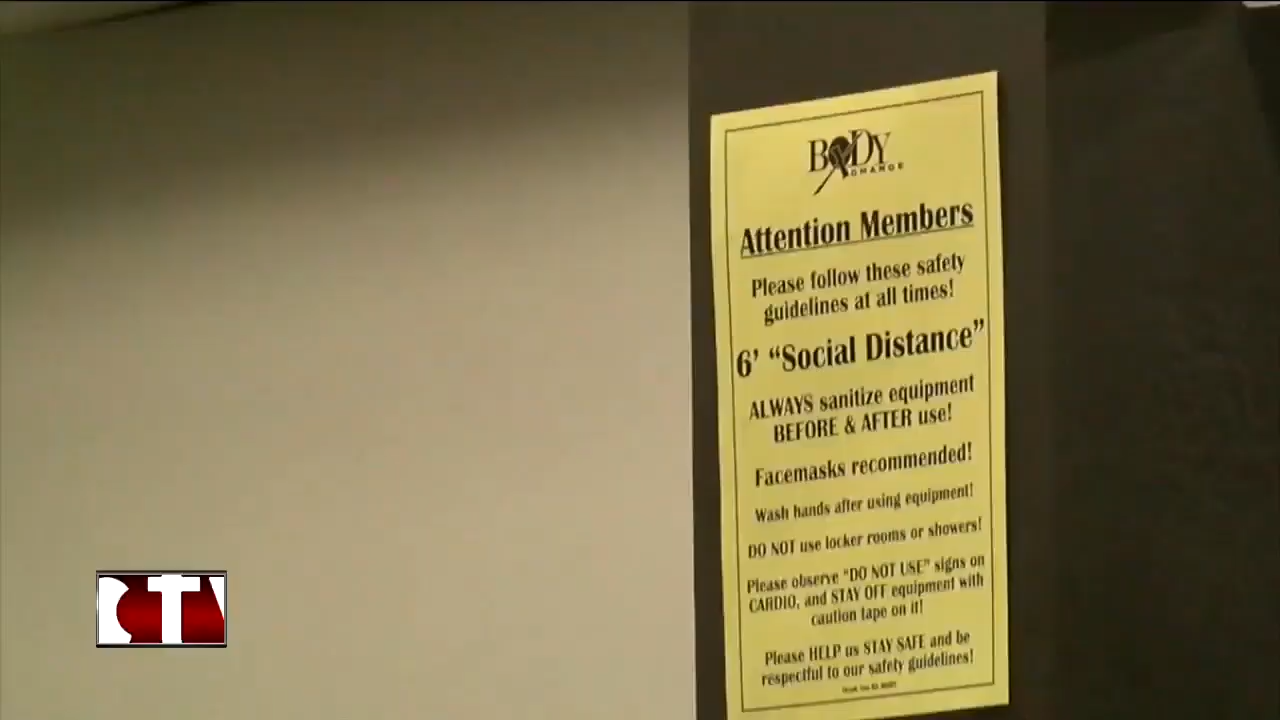 BODY
CHANGE
Attention Members
Please follow these safety
guidelines at all times!
6' “Social Distance”
ALWAYS sanitize equipment
BEFORE & AFTER use!
Facemasks recommended!
Wash hands after using equipment!
DO NOT use locker rooms or showers!
Please observe “DO NOT USE” signs on
CARDIO, and STAY OFF equipment with
caution tape on it!
Please HELP us STAY SAFE and be
respectful to our safety guidelines!
CTV